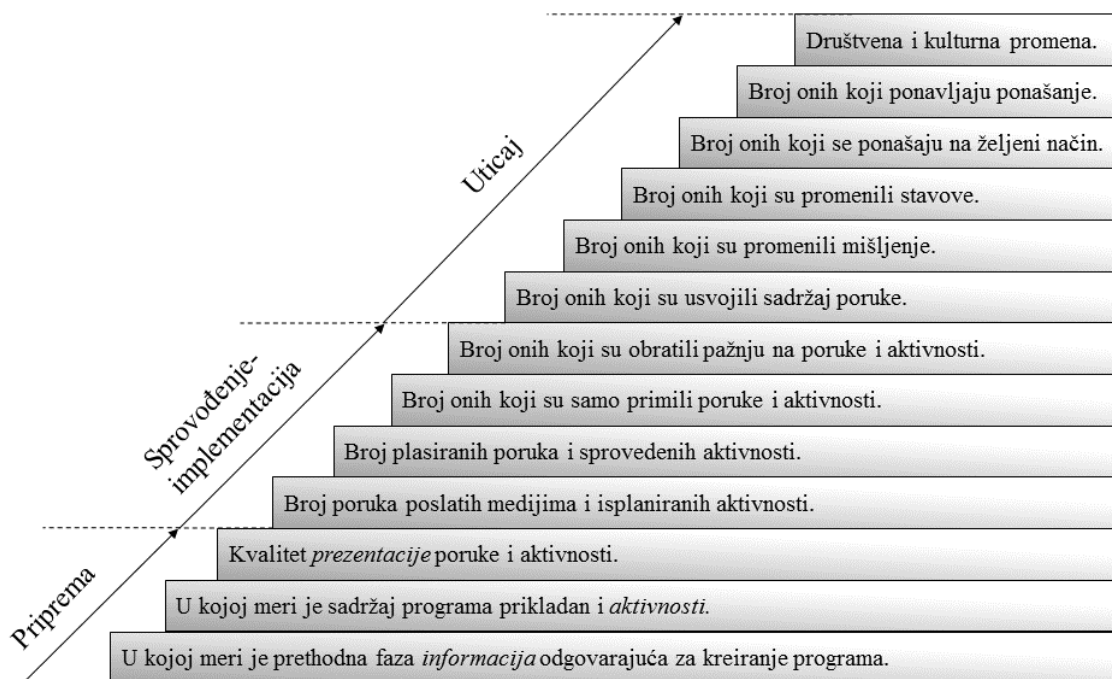 Društvena i kulturna promena.
Broj onih koji ponavljaju ponašanje.
Broj onih koji se ponašaju na željeni način.
Broj onih koji su promenili stavove.
Broj onih koji su promenili mišljenje.
Broj onih koji su usvojili sadržaj poruke.
Uticaj
Broj onih koji su obratili pažnju na poruke i aktivnosti.
Broj onih koji su samo primili poruke i aktivnosti.
Broj plasiranih poruka i sprovedenih aktivnosti.
Broj poruka poslatih medijima i isplaniranih aktivnosti.
Sprovođenje-
implementacija
Kvalitet prezentacije poruke i aktivnosti.
U kojoj meri je sadržaj programa prikladan i aktivnosti.
U kojoj meri je prethodna faza informacija odgovarajuća za kreiranje programa.
Priprema